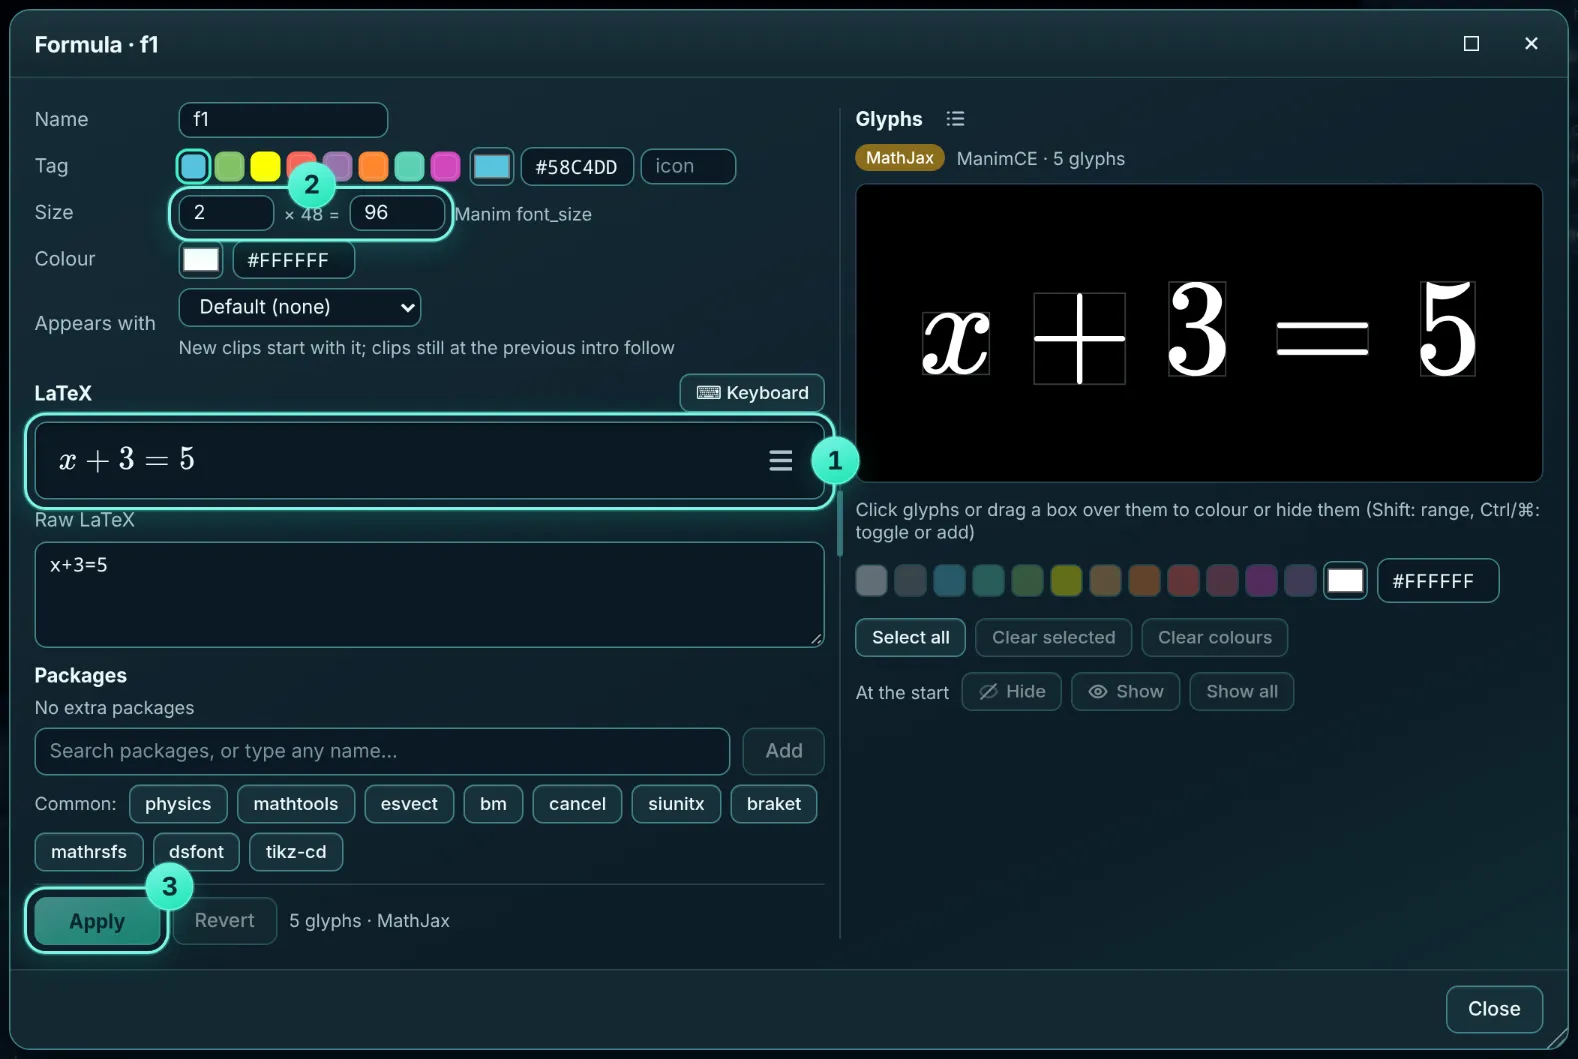 Formula · f1
Name
f1
Tag
#58C4DD
icon
2
Size
2
× 48 =
96
Manim font_size
Colour
#FFFFFF
Appears with
Default (none)
New clips start with it; clips still at the previous intro follow
LaTeX
Keyboard
x + 3 = 5
1
Raw LaTeX
x+3=5
Packages
No extra packages
Search packages, or type any name...
Add
Common:
physics
mathtools
esvect
bm
cancel
siunitx
braket
mathrsfs
dsfont
tikz-cd
3
Apply
Revert
5 glyphs · MathJax
Glyphs
MathJax
ManimCE · 5 glyphs
x + 3 = 5
Click glyphs or drag a box over them to colour or hide them (Shift: range, Ctrl/⌘:
toggle or add)
#FFFFFF
Select all
Clear selected
Clear colours
At the start
Hide
Show
Show all
Close